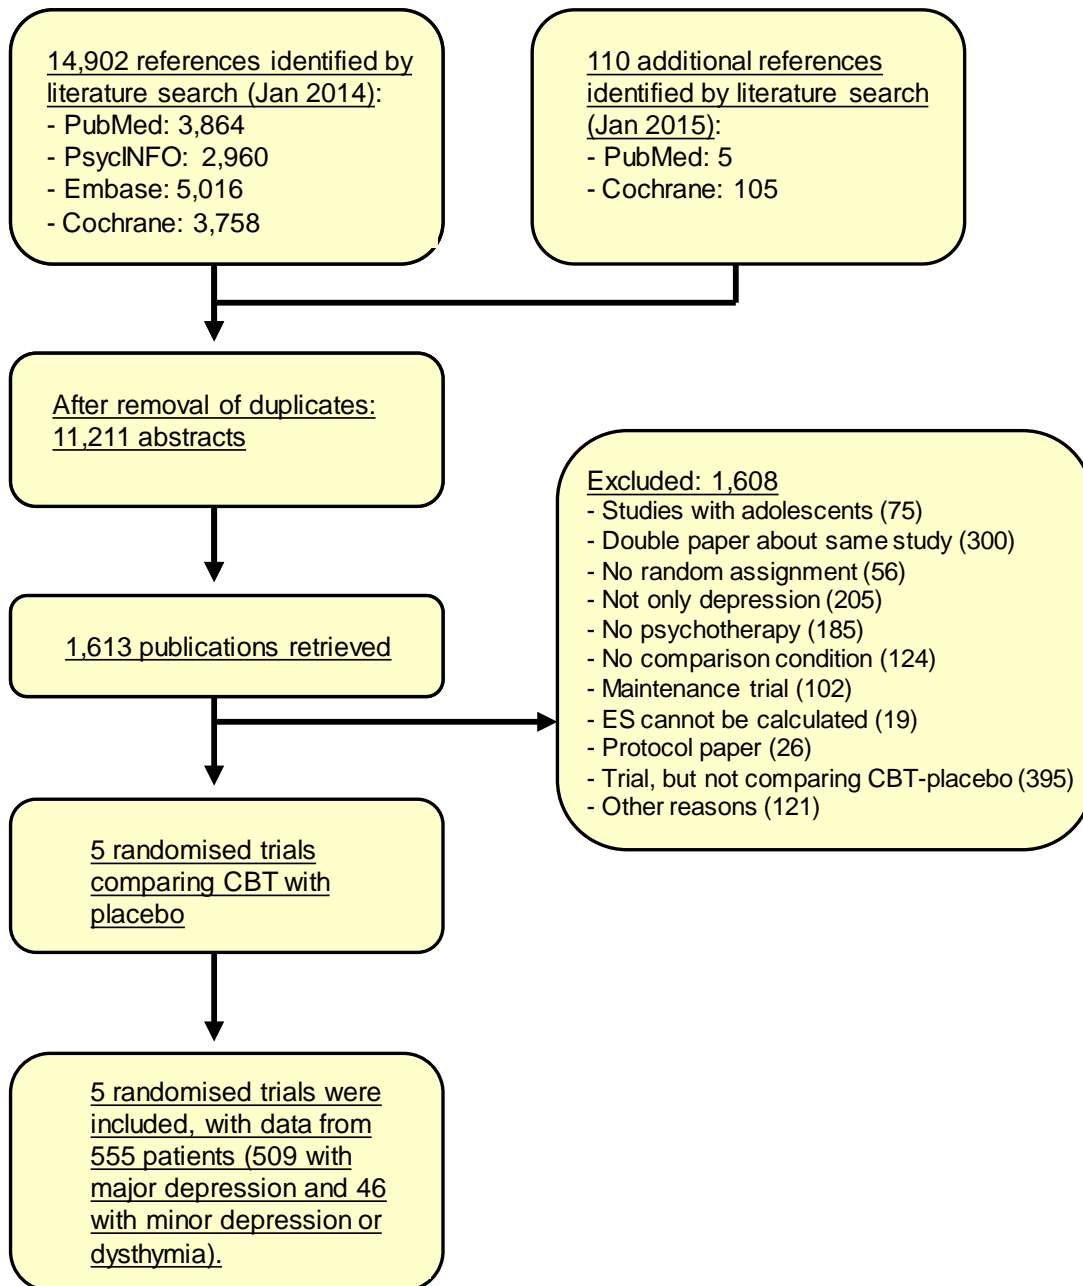 14,902 references identified by
literature search (Jan 2014):
- PubMed: 3,864
- PsycINFO: 2,960
- Embase: 5,016
- Cochrane: 3,758
110 additional references
identified by literature search
(Jan 2015):
- PubMed: 5
- Cochrane: 105
After removal of duplicates:
11,211 abstracts
1,613 publications retrieved
Excluded: 1,608
- Studies with adolescents (75)
- Double paper about same study (300)
- No random assignment (56)
- Not only depression (205)
- No psychotherapy (185)
- No comparison condition (124)
- Maintenance trial (102)
- ES cannot be calculated (19)
- Protocol paper (26)
- Trial, but not comparing CBT-placebo (395)
- Other reasons (121)
5 randomised trials
comparing CBT with
placebo
5 randomised trials were
included, with data from
555 patients (509 with
major depression and 46
with minor depression or
dysthymia).